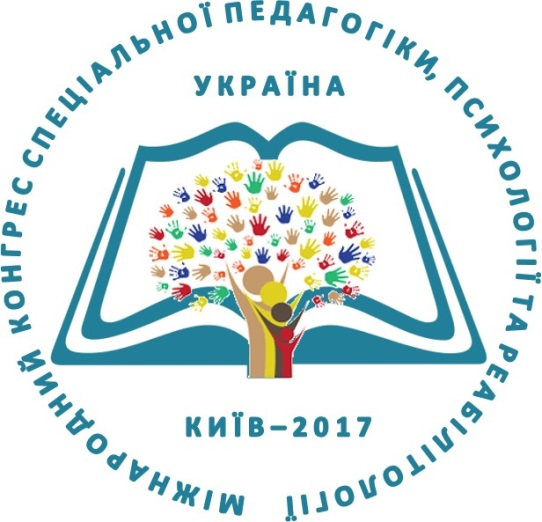 МІЖНАРОДНИЙ КОНГРЕС СПЕЦІАЛЬНОЇ ПЕДАГОГІКИ, ПСИХОЛОГІЇ ТА РЕАБІЛІТОЛОГІЇ
УКРАЇНА
КИЇВ–2017